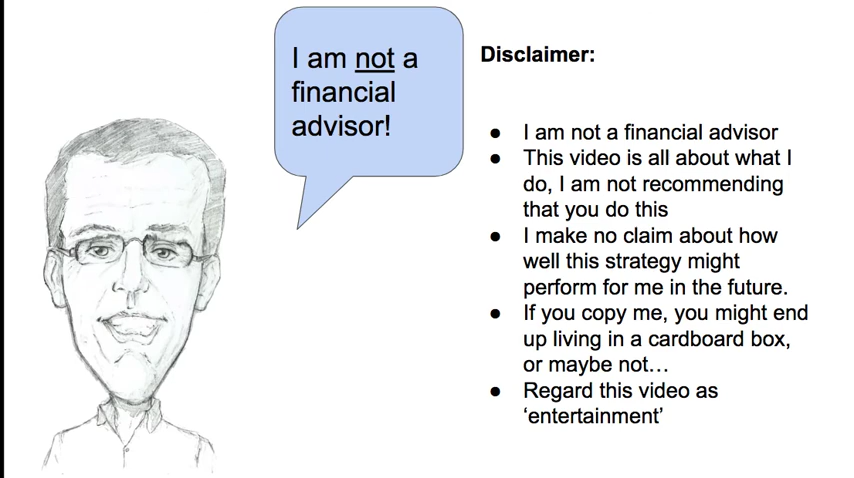 I am not a
financial
advisor!
Disclaimer:
● I am not a financial advisor
● This video is all about what I
do, I am not recommending
that you do this
● I make no claim about how
well this strategy might
perform for me in the future.
● If you copy me, you might end
up living in a cardboard box,
or maybe not…
● Regard this video as
‘entertainment’